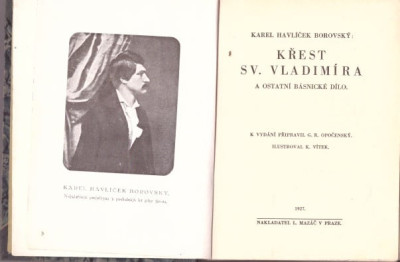 KAREL HAVLÍČEK BOROVSKÝ.
KAREL HAVLÍČEK BOROVSKÝ:
KŘEST
SV. VLADIMÍRA
A OSTATNÍ BÁSNICKÉ DÍLO.
K VYDÁNÍ PŘIPRAVIL G. R. OPOČENSKÝ.
ILUSTROVAL K. VÍTEK.
1927.
NAKLADATEL L. MAZÁČ V PRAZE.